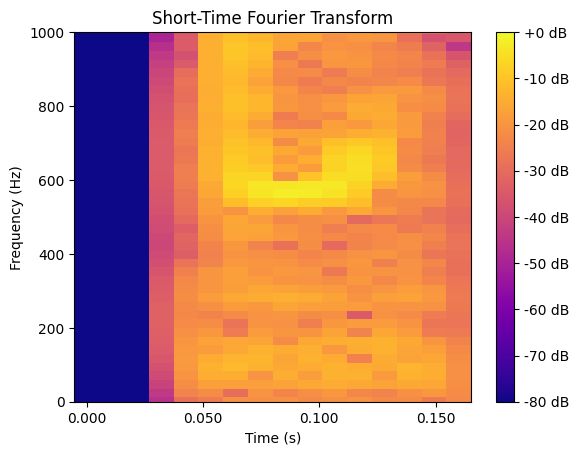 Short-Time Fourier Transform
1000
800
600
400
200
0
Frequency (Hz)
0.000
0.050
0.100
0.150
Time (s)
+0 dB
-10 dB
-20 dB
-30 dB
-40 dB
-50 dB
-60 dB
-70 dB
-80 dB